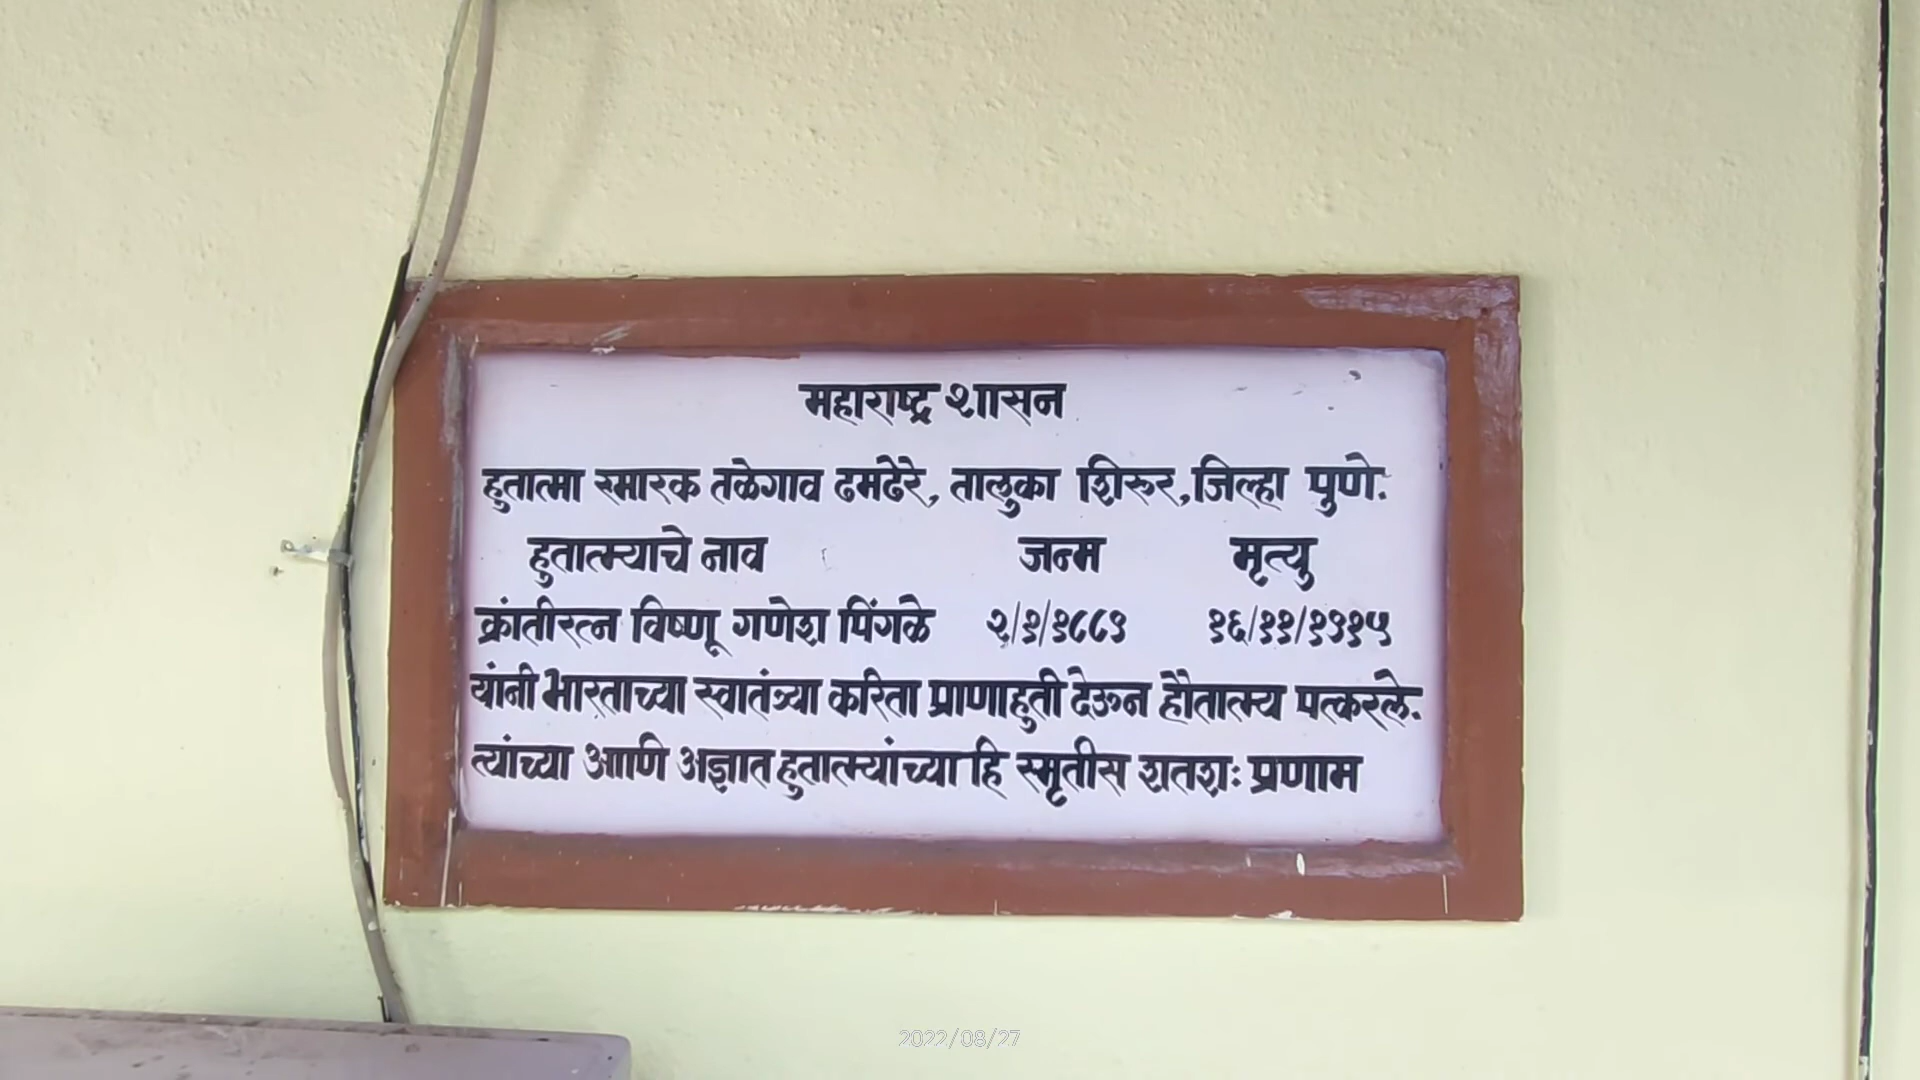 महाराष्ट्र शासन
हुतात्मा स्मारक तळेगाव ढमढेरे, तालुका शिरूर, जिल्हा पुणे.
हुतात्म्याचे नाव जन्म मृत्यु
क्रांतीरत्न विष्णू गणेश पिंगळे २/१/१८८९ १६/११/१९१५
यांनी भारताच्या स्वातंत्र्या करिता प्राणाहुती देऊन हौतात्म्य पत्करले.
त्यांच्या आणि अज्ञात हुतात्म्यांच्या हि स्मृतीस शतशः प्रणाम
2022/08/27